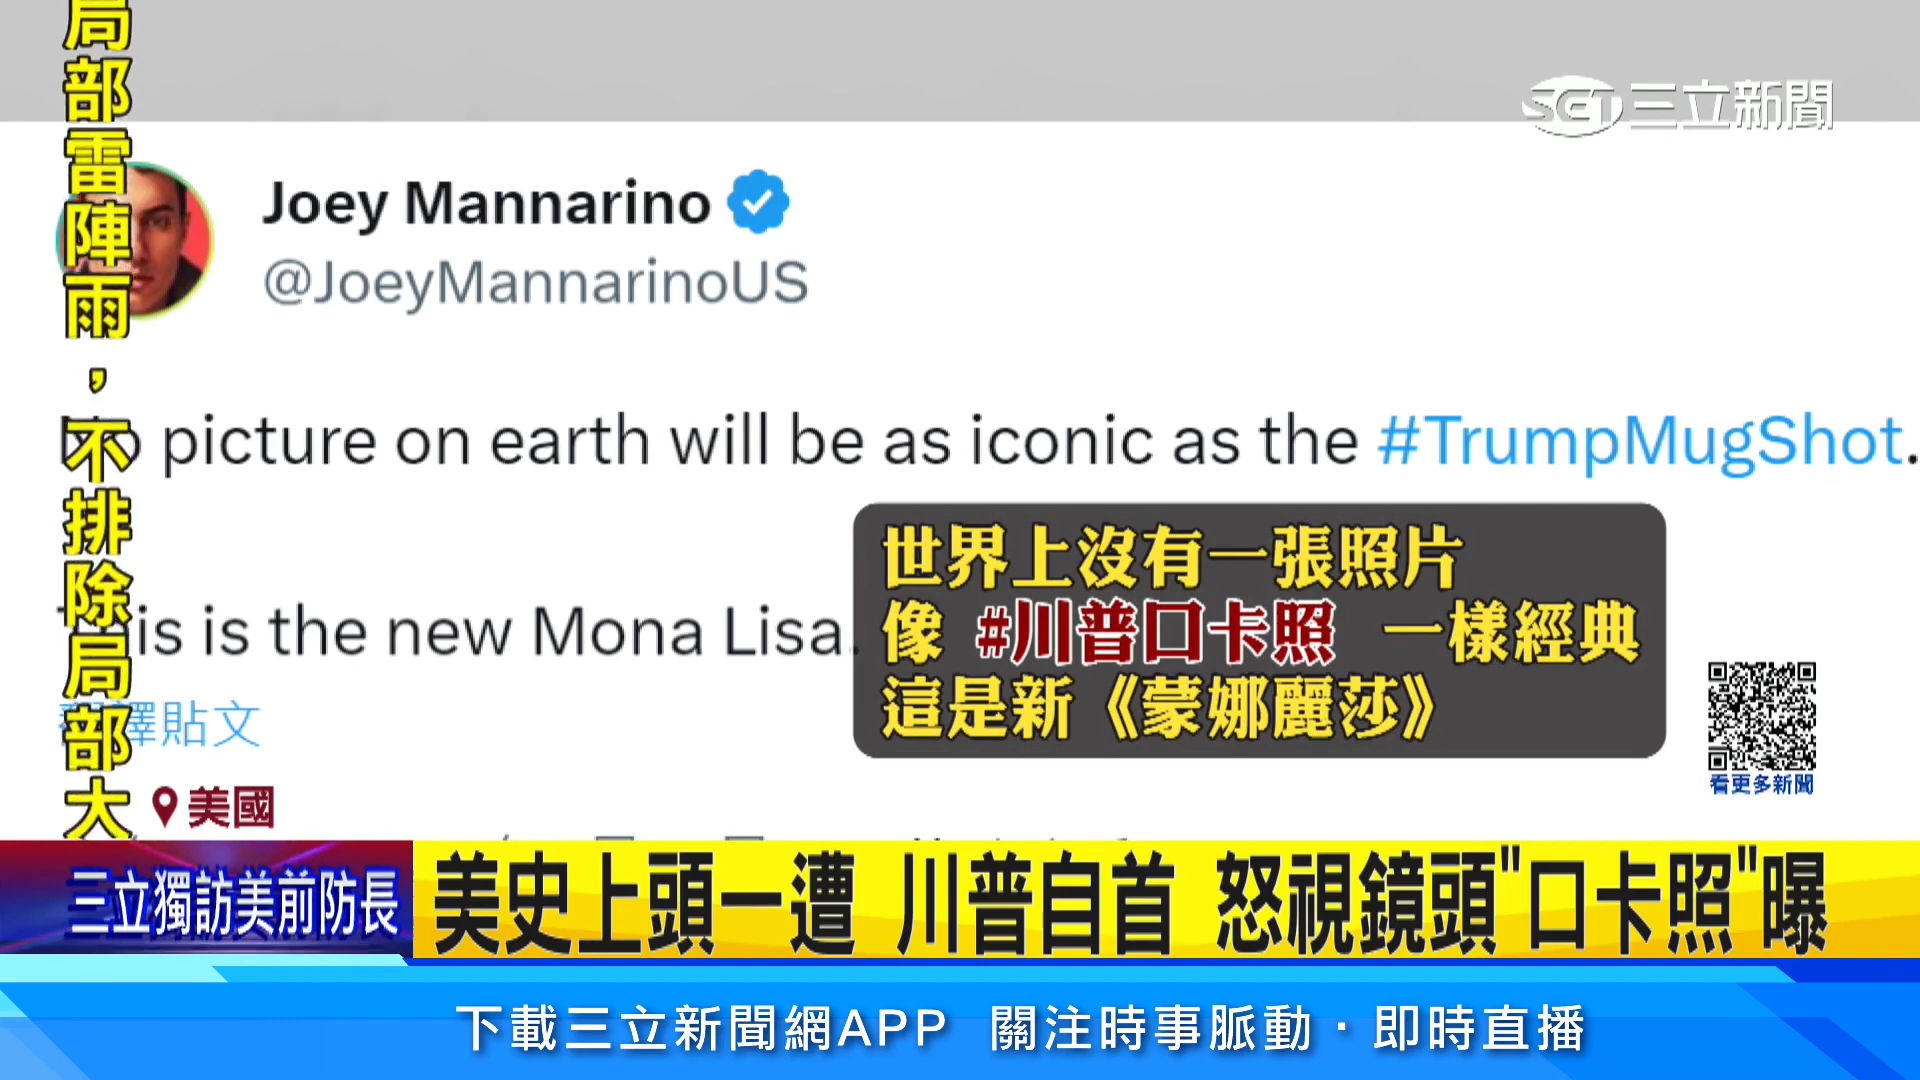 局部雷陣雨，不排除局部大
SET三立新聞
Joey Mannarino
@JoeyMannarinoUS
picture on earth will be as iconic as the #TrumpMugShot.
is is the new Mona Lisa.
世界上沒有一張照片
像 #川普口卡照 一樣經典
這是新《蒙娜麗莎》
譯貼文
看更多新聞
美國
三立獨訪美前防長
美史上頭一遭 川普自首 怒視鏡頭"口卡照"曝
下載三立新聞網APP 關注時事脈動·即時直播